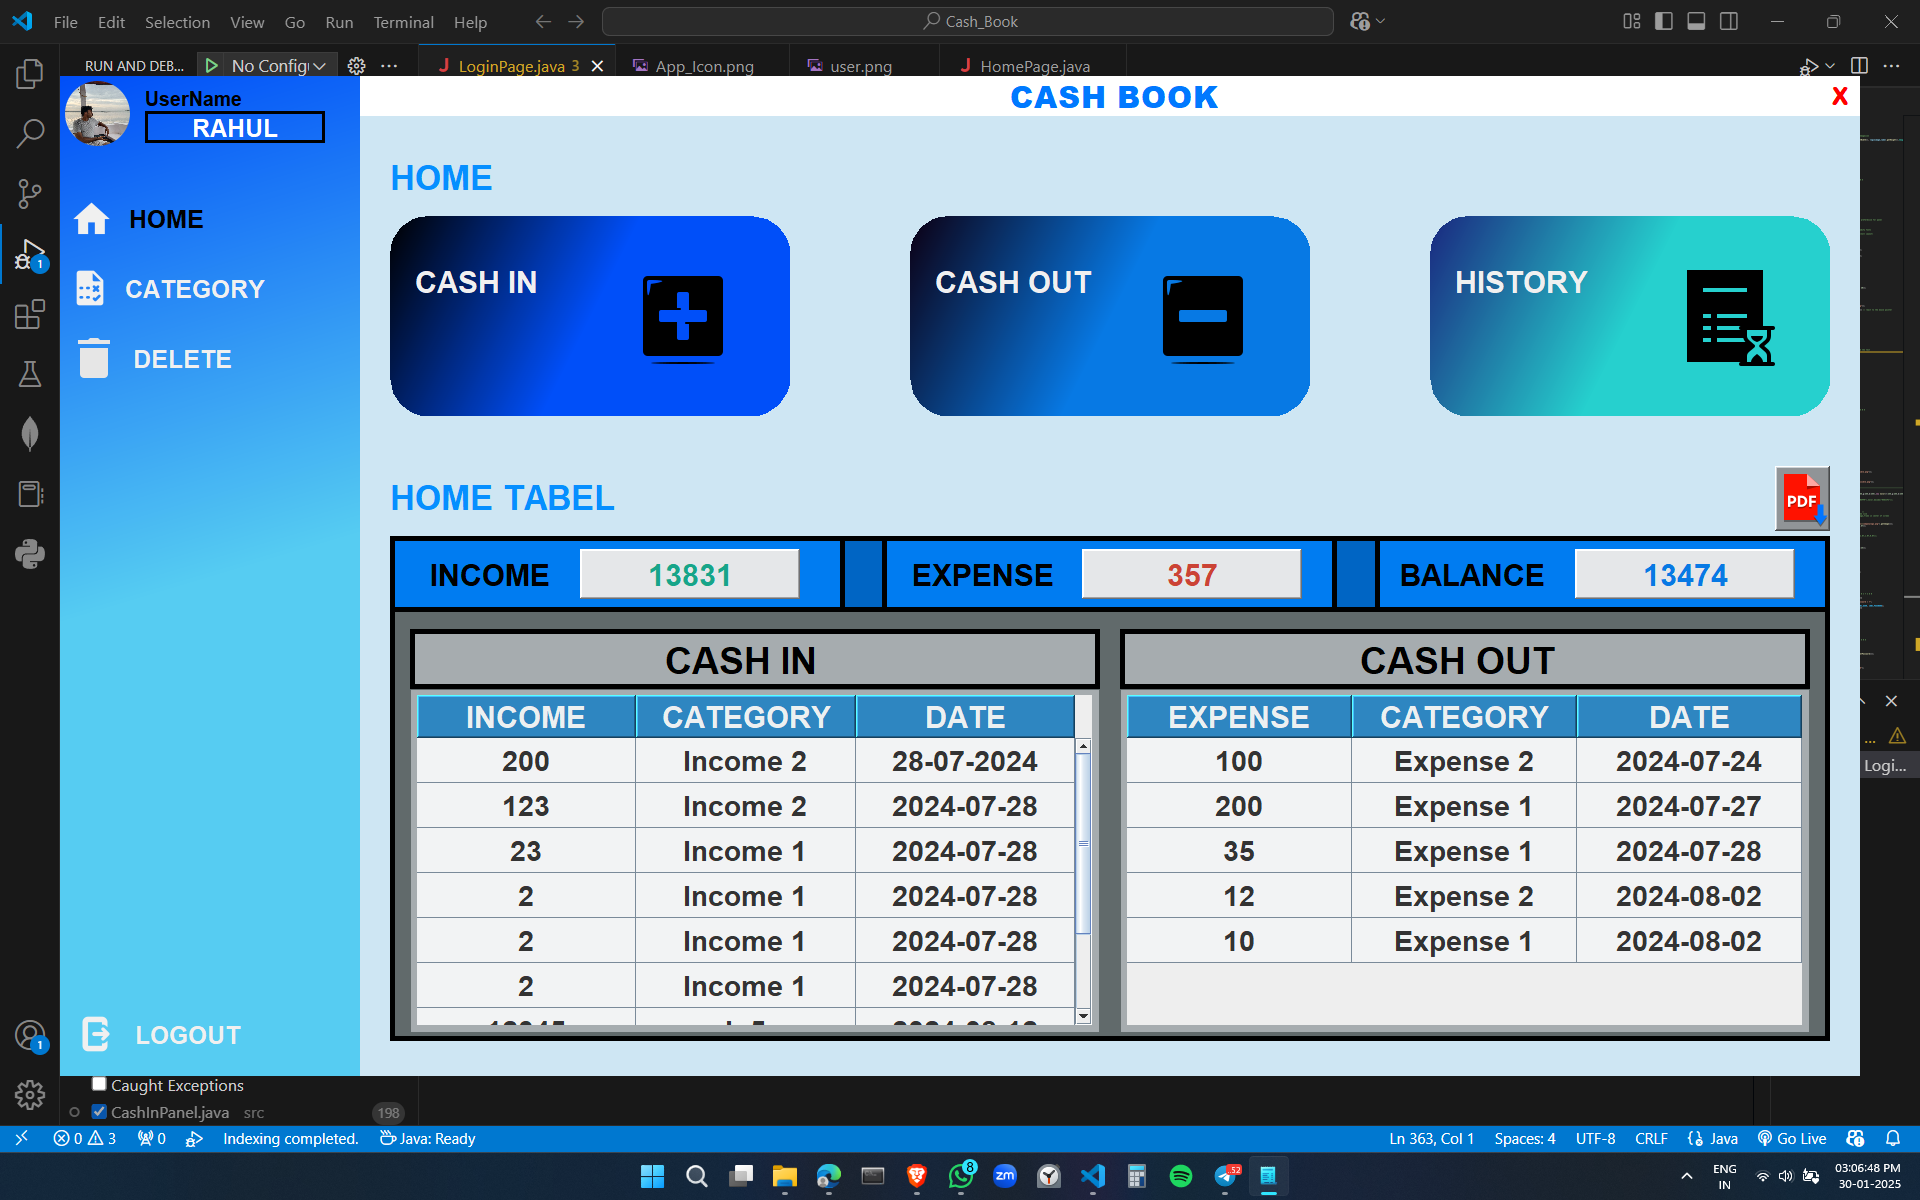 File Edit Selection View Go Run Terminal Help
Cash_Book
RUN AND DEB... No Config
LoginPage.java 3 App_Icon.png user.png HomePage.java
UserName
RAHUL
HOME
CATEGORY
DELETE
LOGOUT
CASH BOOK
X
HOME
CASH IN
CASH OUT
HISTORY
HOME TABEL
PDF
INCOME 13831 EXPENSE 357 BALANCE 13474
CASH IN
INCOME CATEGORY DATE
200 Income 2 28-07-2024
123 Income 2 2024-07-28
23 Income 1 2024-07-28
2 Income 1 2024-07-28
2 Income 1 2024-07-28
2 Income 1 2024-07-28
CASH OUT
EXPENSE CATEGORY DATE
100 Expense 2 2024-07-24
200 Expense 1 2024-07-27
35 Expense 1 2024-07-28
12 Expense 2 2024-08-02
10 Expense 1 2024-08-02
Logi...
1
1
Caught Exceptions
CashInPanel.java src 198
0 3 0 Indexing completed. Java: Ready Ln 363, Col 1 Spaces: 4 UTF-8 CRLF Java Go Live
8
zm
52
ENG
IN
03:06:48 PM
30-01-2025